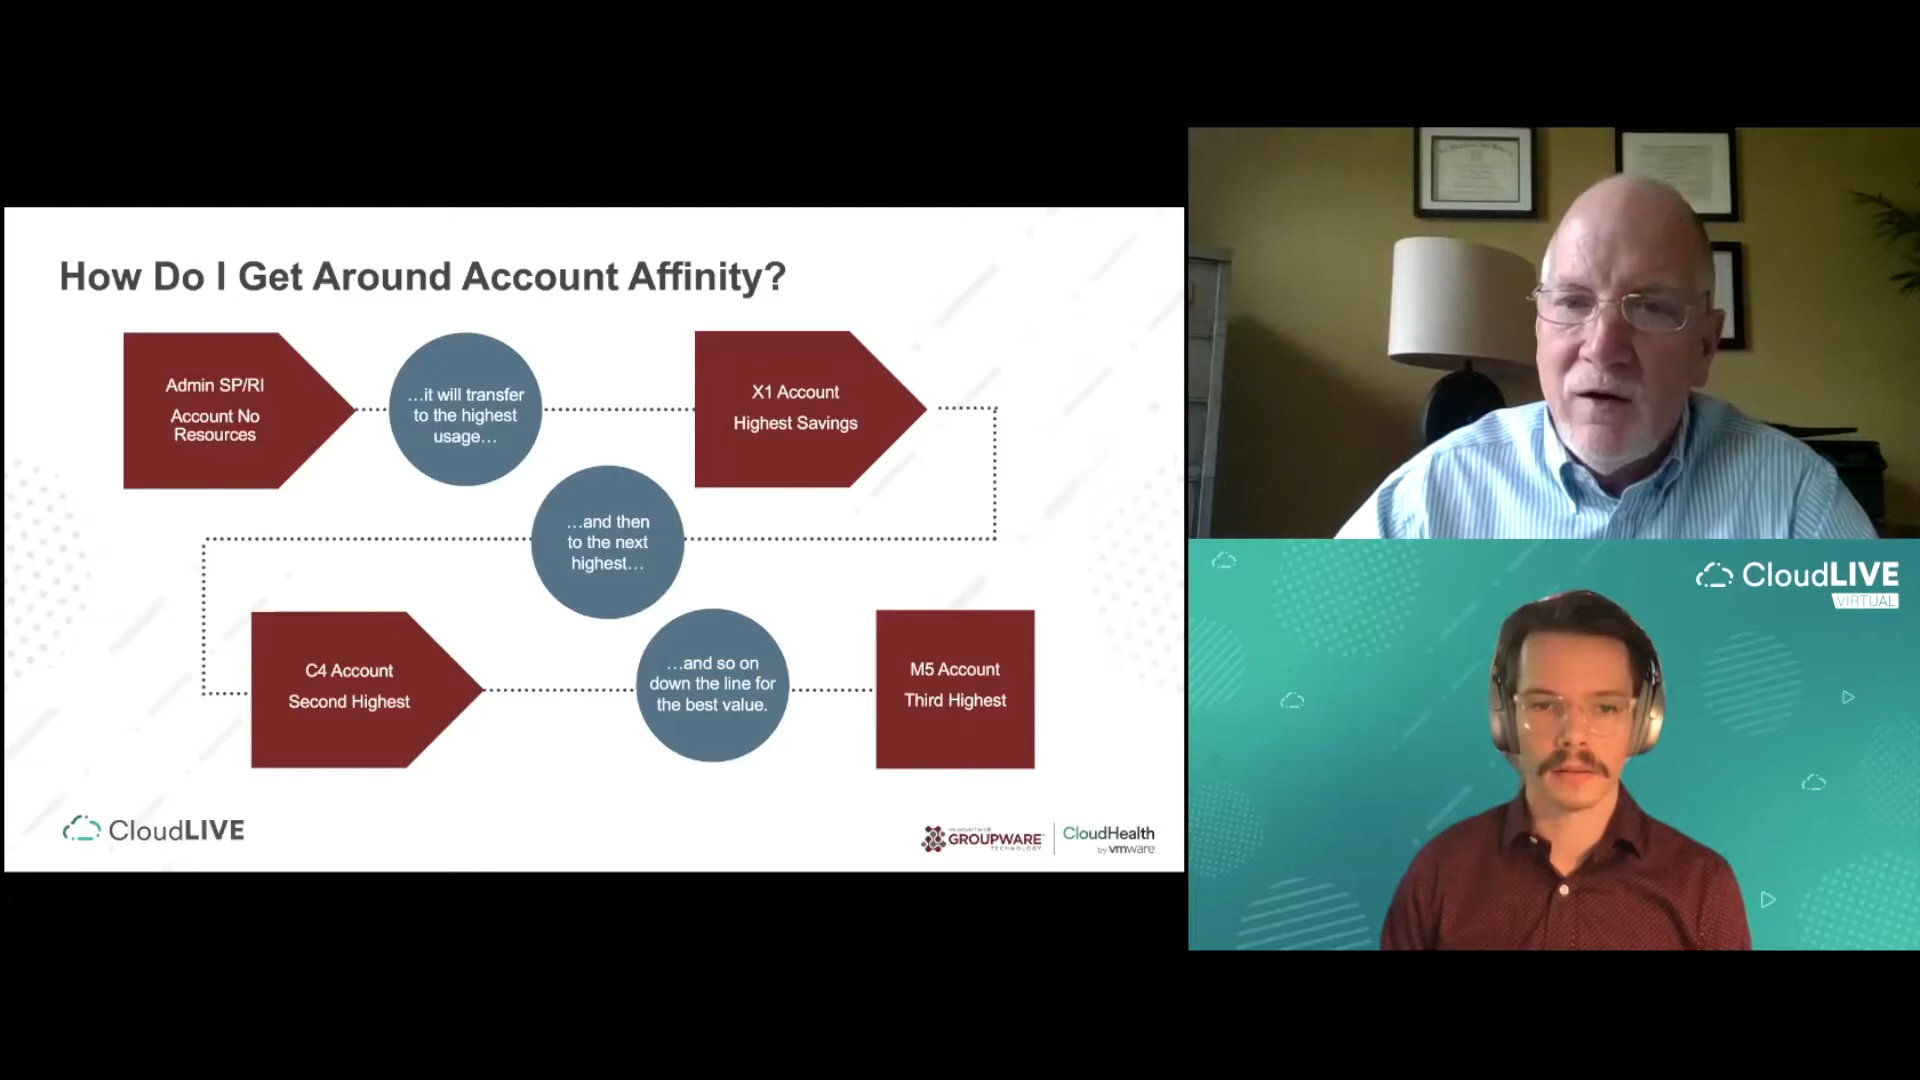 How Do I Get Around Account Affinity?
Admin SP/RI
Account No
Resources
…it will transfer
to the highest
usage…
X1 Account
Highest Savings
…and then
to the next
highest…
C4 Account
Second Highest
…and so on
down the line for
the best value.
M5 Account
Third Highest
CloudLIVE
GROUPWARE
TECHNOLOGY
CloudHealth
by vmware
CloudLIVE
VIRTUAL